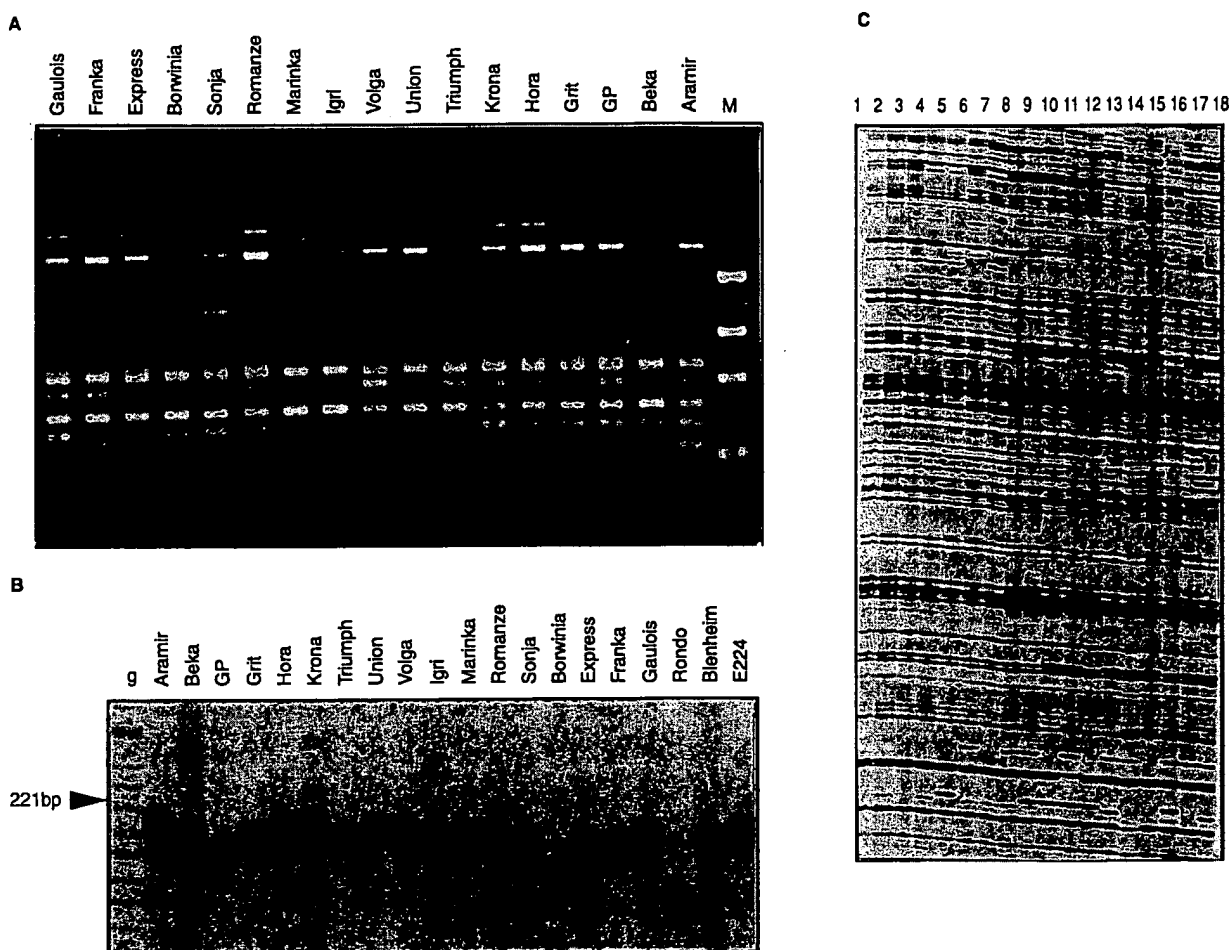 A
Gaulois Franka Express Borwinia Sonja Romanze Marinka Igri Volga Union Triumph Krona Hora Grit GP Beka Aramir M
B
g Aramir Beka GP Grit Hora Krona Triumph Union Volga Igri Marinka Romanze Sonja Borwinia Express Franka Gaulois Rondo Blenheim E224
221bp
C
1 2 3 4 5 6 7 8 9 10 11 12 13 14 15 16 17 18